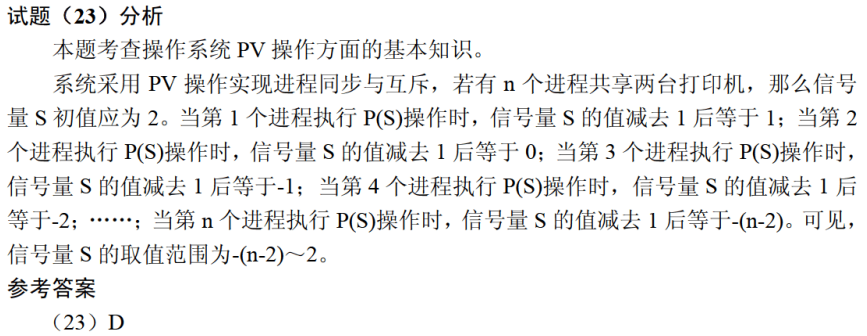 试题（23）分析
本题考查操作系统 PV 操作方面的基本知识。
系统采用 PV 操作实现进程同步与互斥，若有 n 个进程共享两台打印机，那么信号
量 S 初值应为 2。当第 1 个进程执行 P(S)操作时，信号量 S 的值减去 1 后等于 1；当第 2
个进程执行 P(S)操作时，信号量 S 的值减去 1 后等于 0；当第 3 个进程执行 P(S)操作时，
信号量 S 的值减去 1 后等于-1；当第 4 个进程执行 P(S)操作时，信号量 S 的值减去 1 后
等于-2；……；当第 n 个进程执行 P(S)操作时，信号量 S 的值减去 1 后等于-(n-2)。可见，
信号量 S 的取值范围为-(n-2)～2。
参考答案
（23）D